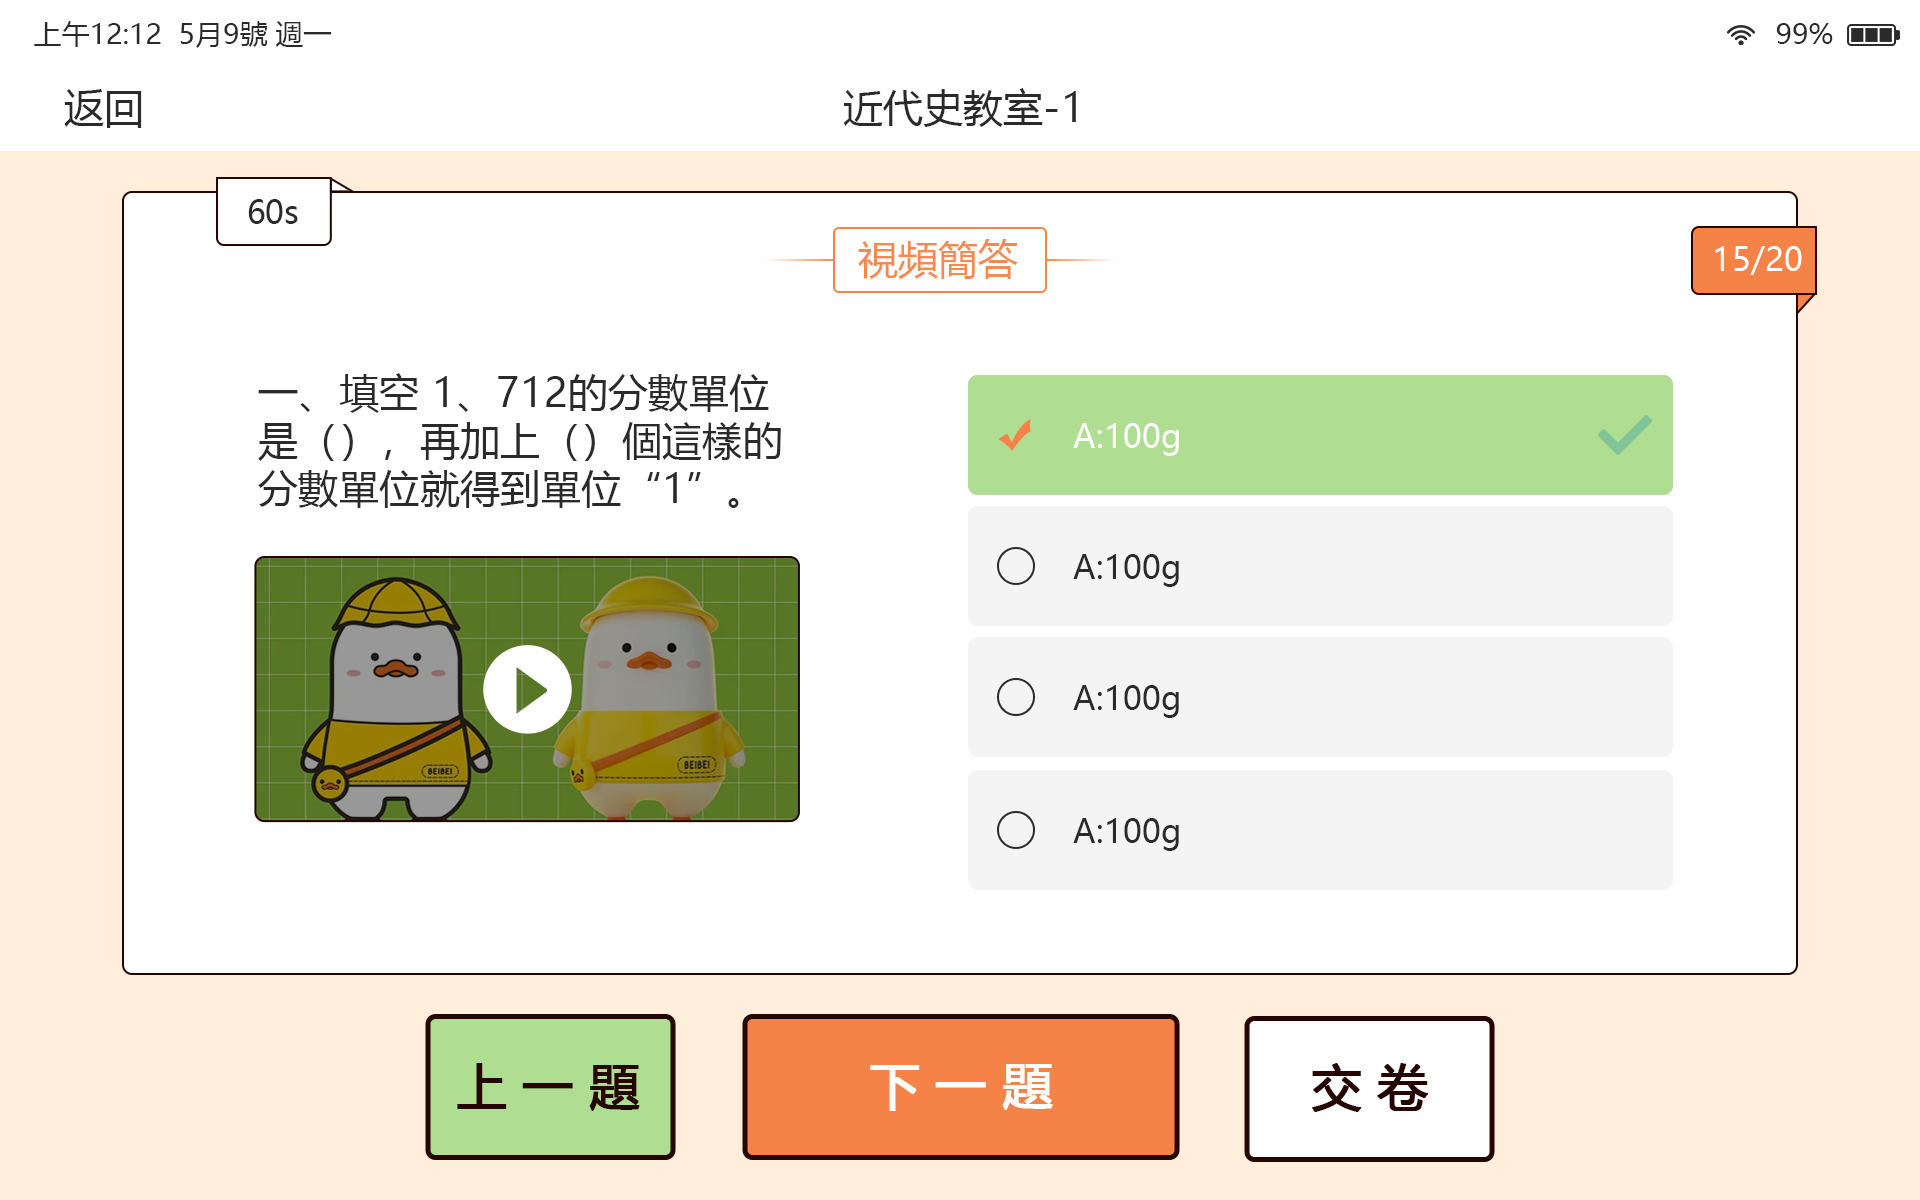 上午12:12 5月9號 週一
99%
返回
近代史教室-1
60s
視頻簡答
15/20
一、填空 1、712的分數單位
是（），再加上（）個這樣的
分數單位就得到單位“1”。
BEIBEI
BEIBEI
A:100g
A:100g
A:100g
A:100g
上一題
下一題
交卷